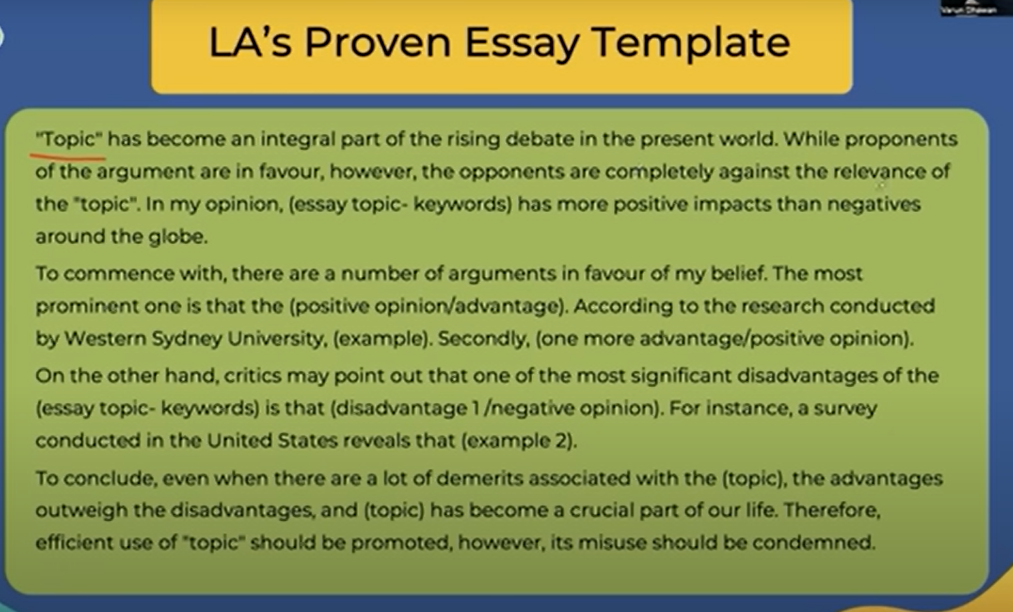 Varun Dhawan
LA's Proven Essay Template
"Topic" has become an integral part of the rising debate in the present world. While proponents
of the argument are in favour, however, the opponents are completely against the relevance of
the "topic". In my opinion, (essay topic- keywords) has more positive impacts than negatives
around the globe.
To commence with, there are a number of arguments in favour of my belief. The most
prominent one is that the (positive opinion/advantage). According to the research conducted
by Western Sydney University, (example). Secondly, (one more advantage/positive opinion).
On the other hand, critics may point out that one of the most significant disadvantages of the
(essay topic- keywords) is that (disadvantage 1 /negative opinion). For instance, a survey
conducted in the United States reveals that (example 2).
To conclude, even when there are a lot of demerits associated with the (topic), the advantages
outweigh the disadvantages, and (topic) has become a crucial part of our life. Therefore,
efficient use of "topic" should be promoted, however, its misuse should be condemned.